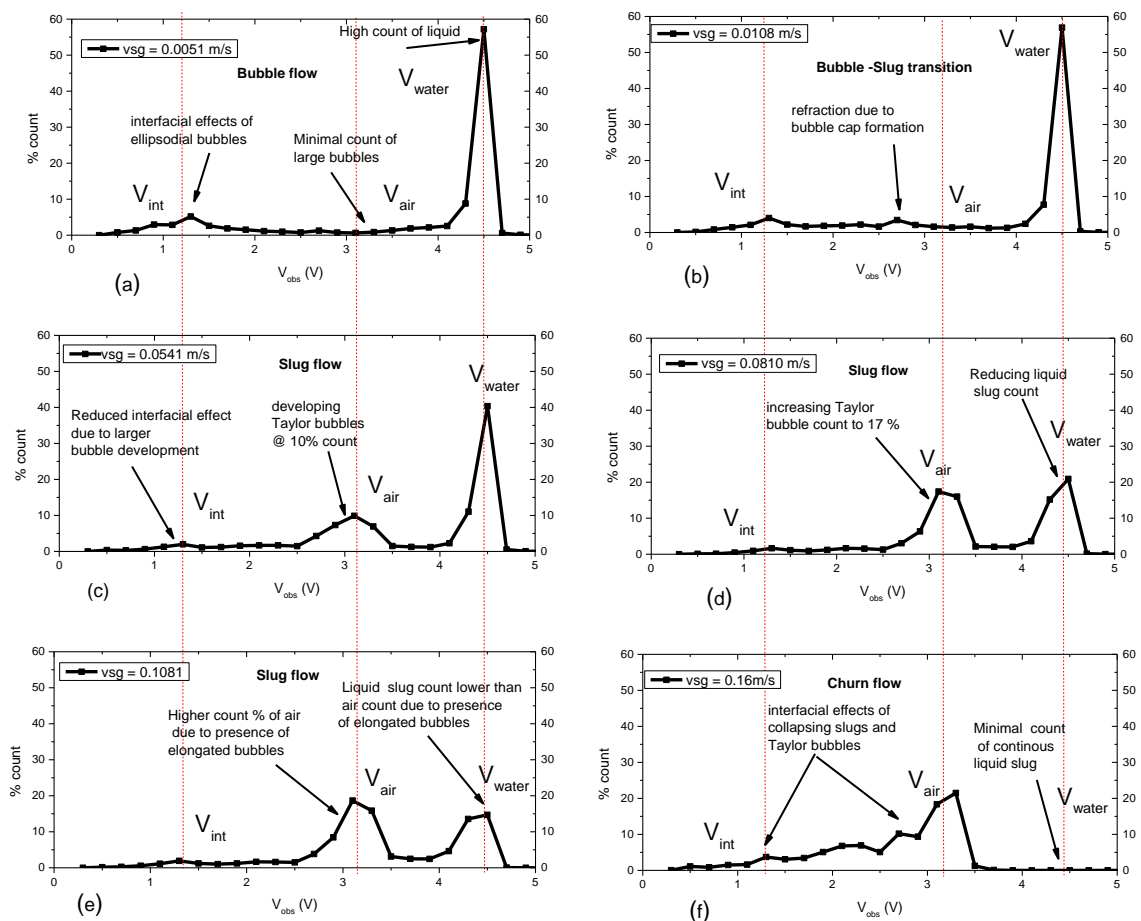 vsg = 0.0051 m/s
High count of liquid
Bubble flow
V water
interfacial effects of
ellipsodial bubbles
Minimal count of
large bubbles
V int
V air
% count
60
50
40
30
20
10
0
60
50
40
30
20
10
0
1 2 3 4 5
V obs (V)
(a)
vsg = 0.0108 m/s
V water
Bubble -Slug transition
refraction due to
bubble cap formation
V int
V air
% count
60
50
40
30
20
10
0
60
50
40
30
20
10
0
0 1 2 3 4 5
V obs (V)
(b)
vsg = 0.0541 m/s
Slug flow
V water
Reduced interfacial effect
due to larger
bubble development
developing
Taylor bubbles
@ 10% count
V int
V air
% count
60
50
40
30
20
10
0
60
50
40
30
20
10
0
0 1 2 3 4 5
V obs (V)
(c)
vsg = 0.0810 m/s
Slug flow
Reducing liquid
slug count
increasing Taylor
bubble count to 17 %
V water
V air
V int
% count
60
50
40
30
20
10
0
60
50
40
30
20
10
0
0 1 2 3 4 5
V obs (V)
(d)
vsg = 0.1081
Slug flow
Liquid slug count lower than
air count due to presence
of elongated bubbles
Higher count % of air
due to presence of
elongated bubbles
V air
V water
V int
% count
60
50
40
30
20
10
0
60
50
40
30
20
10
0
0 1 2 3 4 5
V obs (V)
(e)
vsg = 0.16m/s
Churn flow
interfacial effects of
collapsing slugs and
Taylor bubbles
Minimal count
of continous
liquid slug
V air
V water
V int
% count
60
50
40
30
20
10
0
60
50
40
30
20
10
0
0 1 2 3 4 5
V obs (V)
(f)